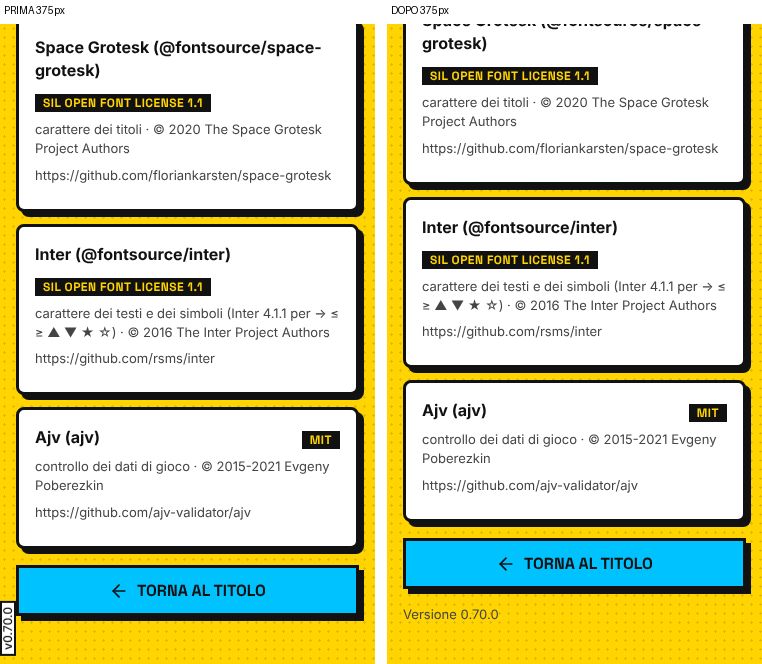 PRIMA 375px
Space Grotesk (@fontsource/space-
grotesk)
SIL OPEN FONT LICENSE 1.1
carattere dei titoli · © 2020 The Space Grotesk
Project Authors
https://github.com/floriankarsten/space-grotesk
Inter (@fontsource/inter)
SIL OPEN FONT LICENSE 1.1
carattere dei testi e dei simboli (Inter 4.1.1 per → ≤
≥ ▲ ▼ ★ ☆) · © 2016 The Inter Project Authors
https://github.com/rsms/inter
Ajv (ajv)
MIT
controllo dei dati di gioco · © 2015-2021 Evgeny
Poberezkin
https://github.com/ajv-validator/ajv
← TORNA AL TITOLO
v0.70.0
DOPO 375px
Space Grotesk (@fontsource/space-
grotesk)
SIL OPEN FONT LICENSE 1.1
carattere dei titoli · © 2020 The Space Grotesk
Project Authors
https://github.com/floriankarsten/space-grotesk
Inter (@fontsource/inter)
SIL OPEN FONT LICENSE 1.1
carattere dei testi e dei simboli (Inter 4.1.1 per → ≤
≥ ▲ ▼ ★ ☆) · © 2016 The Inter Project Authors
https://github.com/rsms/inter
Ajv (ajv)
MIT
controllo dei dati di gioco · © 2015-2021 Evgeny
Poberezkin
https://github.com/ajv-validator/ajv
← TORNA AL TITOLO
Versione 0.70.0